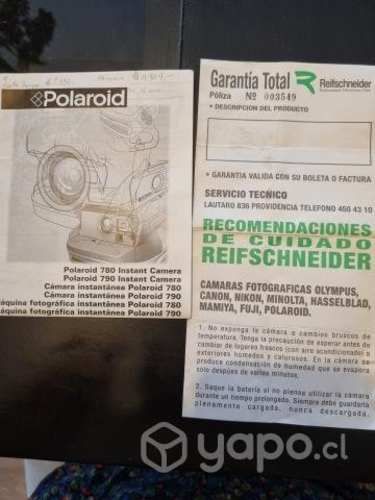 Polaroid
Polaroid 780 Instant Camera
Polaroid 790 Instant Camera
Cámara instantánea Polaroid 780
Cámara instantánea Polaroid 790
áquina fotográfica instantânea Polaroid 780
áquina fotográfica instantânea Polaroid 790
Garantía Total R Reifschneider
Póliza Nº 003549
• DESCRIPCION DEL PRODUCTO
• GARANTIA VALIDA CON SU BOLETA O FACTURA
SERVICIO TECNICO
LAUTARO 836 PROVIDENCIA TELEFONO 450 43 10
RECOMENDACIONES
DE CUIDADO
REIFSCHNEIDER
CAMARAS FOTOGRAFICAS OLYMPUS,
CANON, NIKON, MINOLTA, HASSELBLAD,
MAMIYA, FUJI, POLAROID.
1. No exponga la cámara a cambios bruscos de
temperatura. Tenga la precaución de esperar antes de
cambiar de lugares frescos (con aire acondicionado) a
exteriores húmedos y calurosos. En la cámara se
produce condensación de humedad que se evapora
sólo después de varios minutos.
2. Saque la batería si no piensa utilizar la cámara
durante un tiempo prolongado. Siempre debe guardarla
plenamente cargada, nunca descargada.
yapo.cl